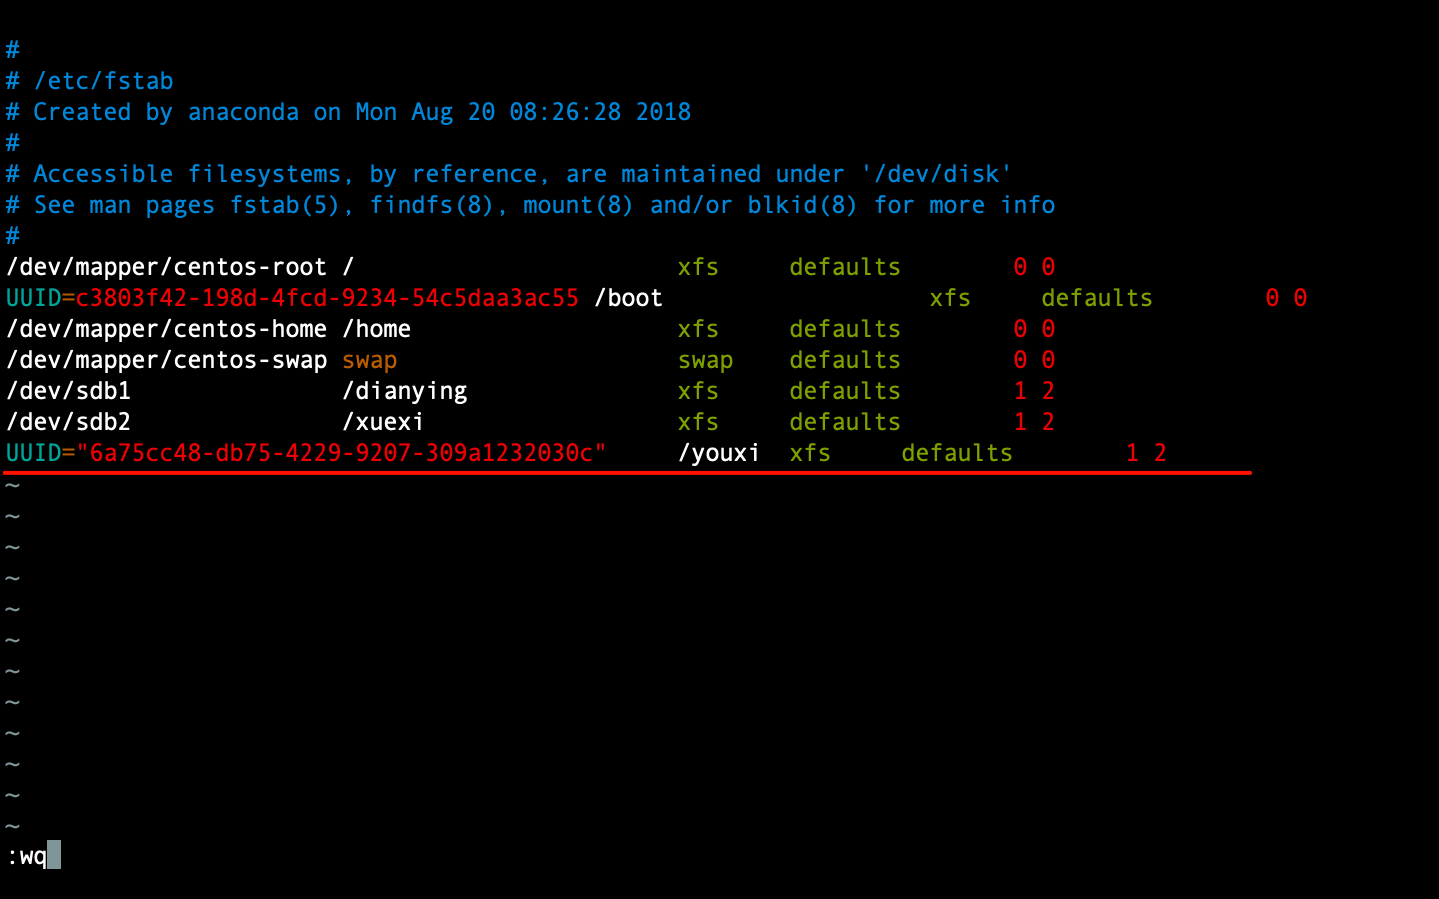 #
# /etc/fstab
# Created by anaconda on Mon Aug 20 08:26:28 2018
#
# Accessible filesystems, by reference, are maintained under '/dev/disk'
# See man pages fstab(5), findfs(8), mount(8) and/or blkid(8) for more info
#
/dev/mapper/centos-root / xfs defaults 0 0
UUID=c3803f42-198d-4fcd-9234-54c5daa3ac55 /boot xfs defaults 0 0
/dev/mapper/centos-home /home xfs defaults 0 0
/dev/mapper/centos-swap swap swap defaults 0 0
/dev/sdb1 /dianying xfs defaults 1 2
/dev/sdb2 /xuexi xfs defaults 1 2
UUID="6a75cc48-db75-4229-9207-309a1232030c" /youxi xfs defaults 1 2
~
~
~
~
~
~
~
~
~
~
~
~
:wq